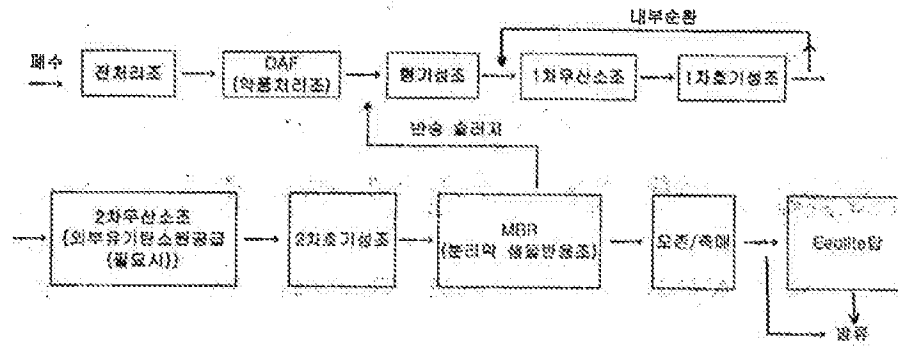 내부순환
폐수
전처리조
DAF
(약품처리조)
혐기성조
1차무산소조
1차호기성조
반송 슬러지
2차무산소조
(외부유기탄소원공급
(필요시))
2차호기성조
MBR
(분리막 생물반응조)
오존/촉매
방류